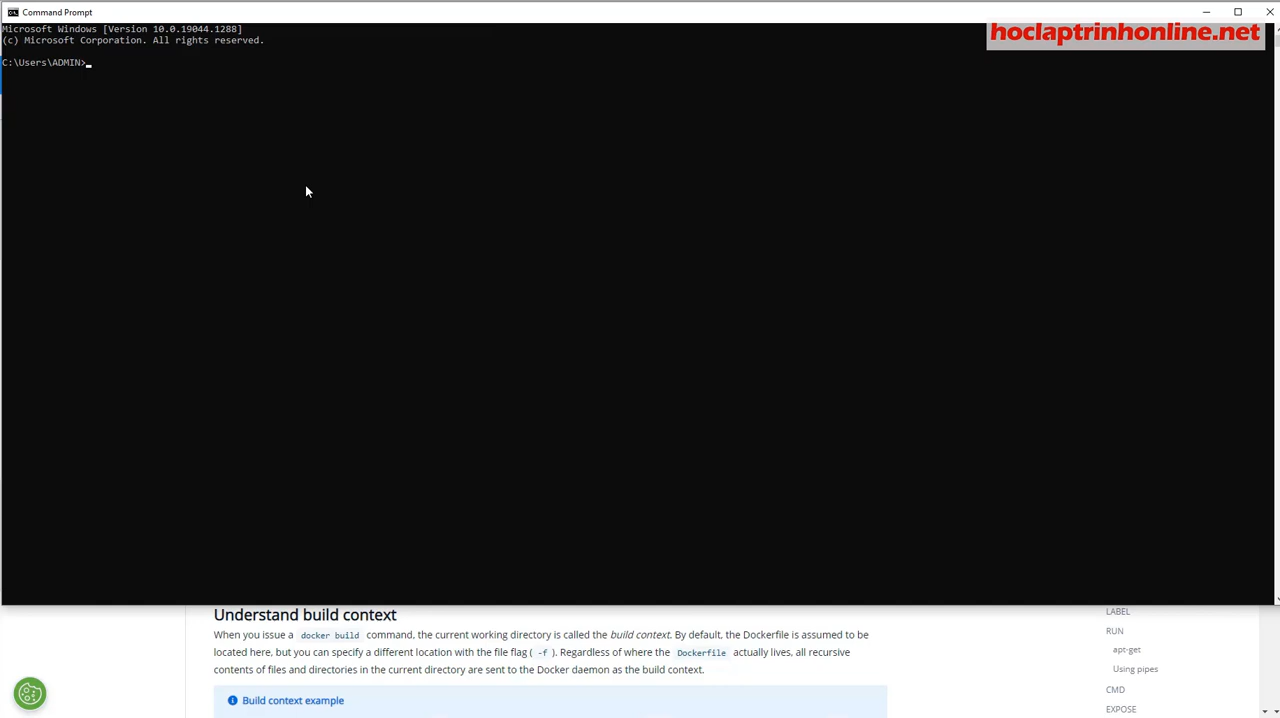 Command Prompt
Microsoft Windows [Version 10.0.19044.1288]
(c) Microsoft Corporation. All rights reserved.
hoclaptrinhonline.net
C:\Users\ADMIN>
Understand build context
When you issue a docker build command, the current working directory is called the build context. By default, the Dockerfile is assumed to be
located here, but you can specify a different location with the file flag ( -f ). Regardless of where the Dockerfile actually lives, all recursive
contents of files and directories in the current directory are sent to the Docker daemon as the build context.
Build context example
LABEL
RUN
apt-get
Using pipes
CMD
EXPOSE